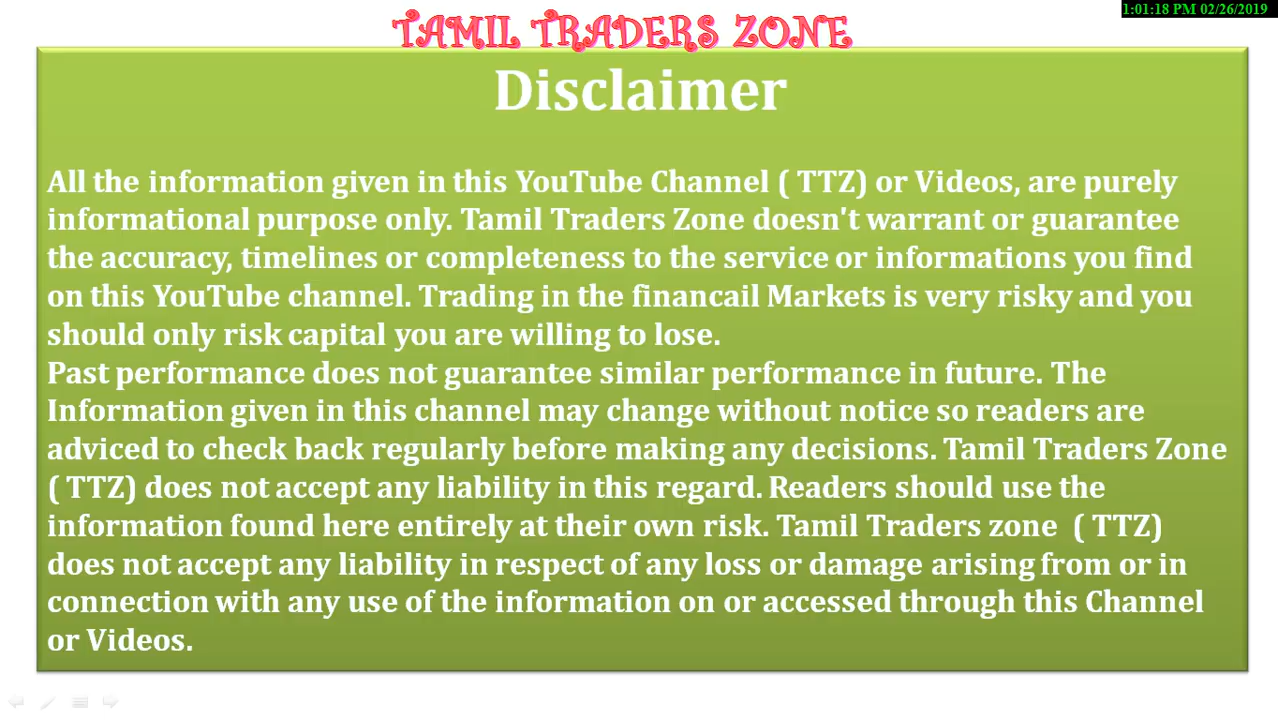 1:01:18 PM 02/26/2019
TAMIL TRADERS ZONE
Disclaimer
All the information given in this YouTube Channel ( TTZ) or Videos, are purely
informational purpose only. Tamil Traders Zone doesn't warrant or guarantee
the accuracy, timelines or completeness to the service or informations you find
on this YouTube channel. Trading in the financail Markets is very risky and you
should only risk capital you are willing to lose.
Past performance does not guarantee similar performance in future. The
Information given in this channel may change without notice so readers are
adviced to check back regularly before making any decisions. Tamil Traders Zone
( TTZ) does not accept any liability in this regard. Readers should use the
information found here entirely at their own risk. Tamil Traders zone  ( TTZ)
does not accept any liability in respect of any loss or damage arising from or in
connection with any use of the information on or accessed through this Channel
or Videos.